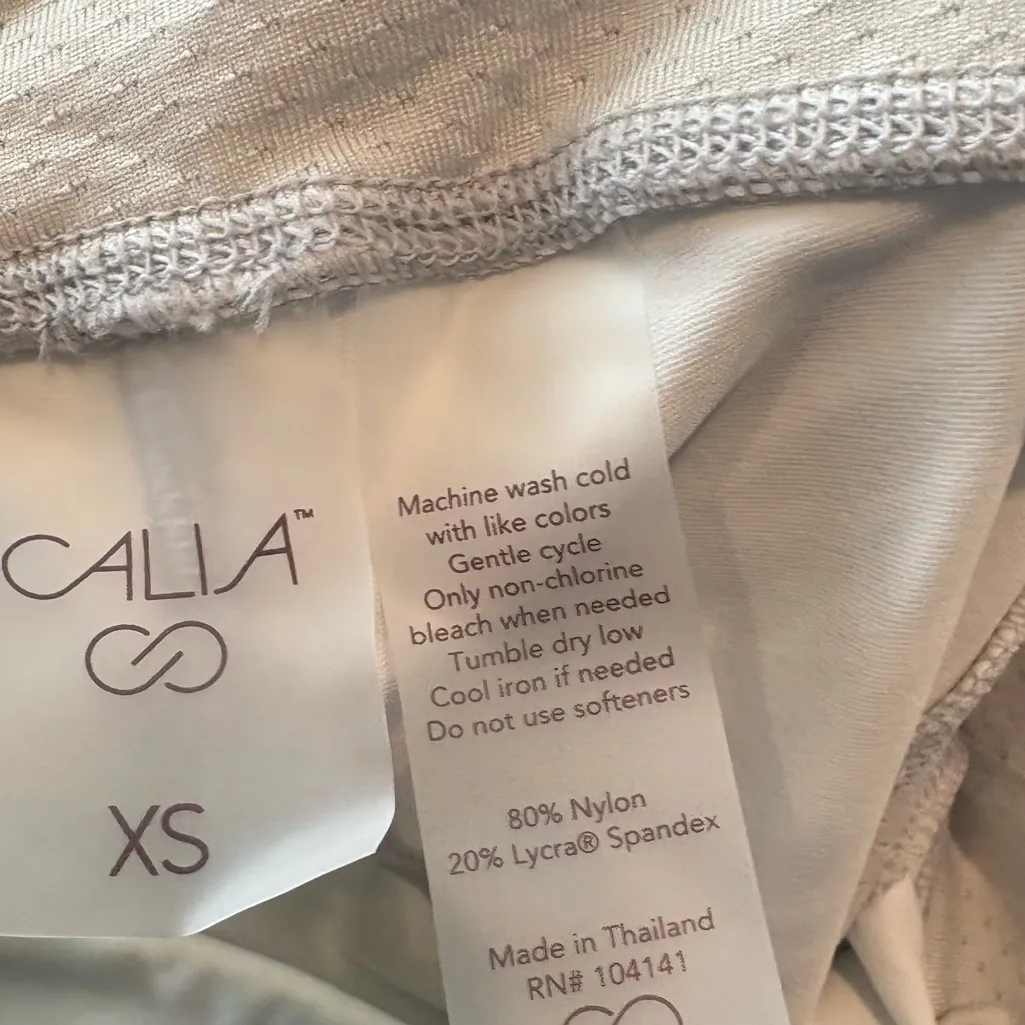 CALIA™
XS
Machine wash cold
with like colors
Gentle cycle
Only non-chlorine
bleach when needed
Tumble dry low
Cool iron if needed
Do not use softeners
80% Nylon
20% Lycra® Spandex
Made in Thailand
RN# 104141